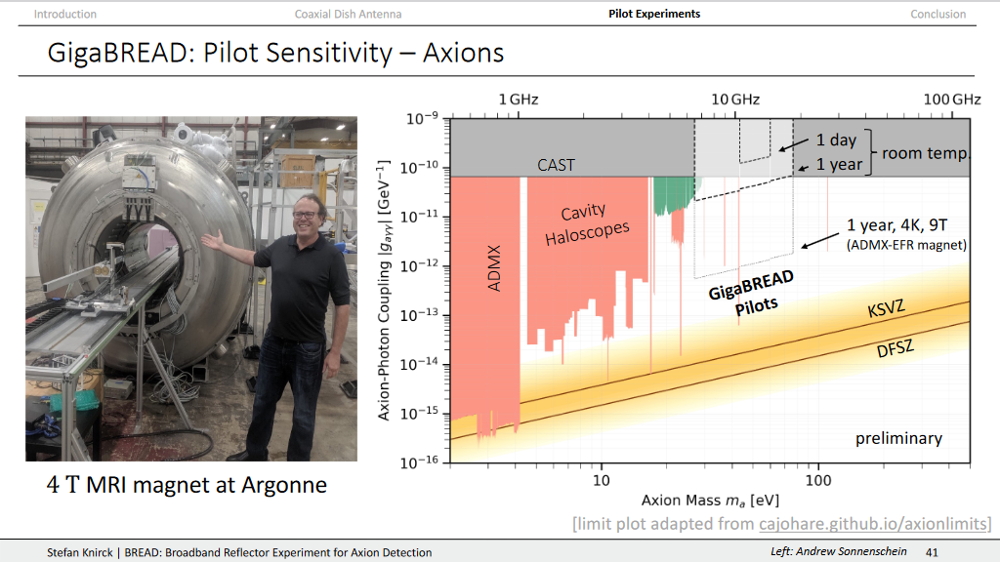 Introduction
Coaxial Dish Antenna
Pilot Experiments
Conclusion
GigaBREAD: Pilot Sensitivity – Axions
1 GHz
10 GHz
100 GHz
10⁻⁹
10⁻¹⁰
10⁻¹¹
10⁻¹²
10⁻¹³
10⁻¹⁴
10⁻¹⁵
10⁻¹⁶
Axion-Photon Coupling |gₐᵧᵧ| [GeV⁻¹]
CAST
1 day
1 year
room temp.
ADMX
Cavity
Haloscopes
1 year, 4K, 9T
(ADMX-EFR magnet)
GigaBREAD
Pilots
KSVZ
DFSZ
preliminary
10
100
Axion Mass mₐ [eV]
4 T MRI magnet at Argonne
[limit plot adapted from cajohare.github.io/axionlimits]
Stefan Knirck | BREAD: Broadband Reflector Experiment for Axion Detection
Left: Andrew Sonnenschein
41